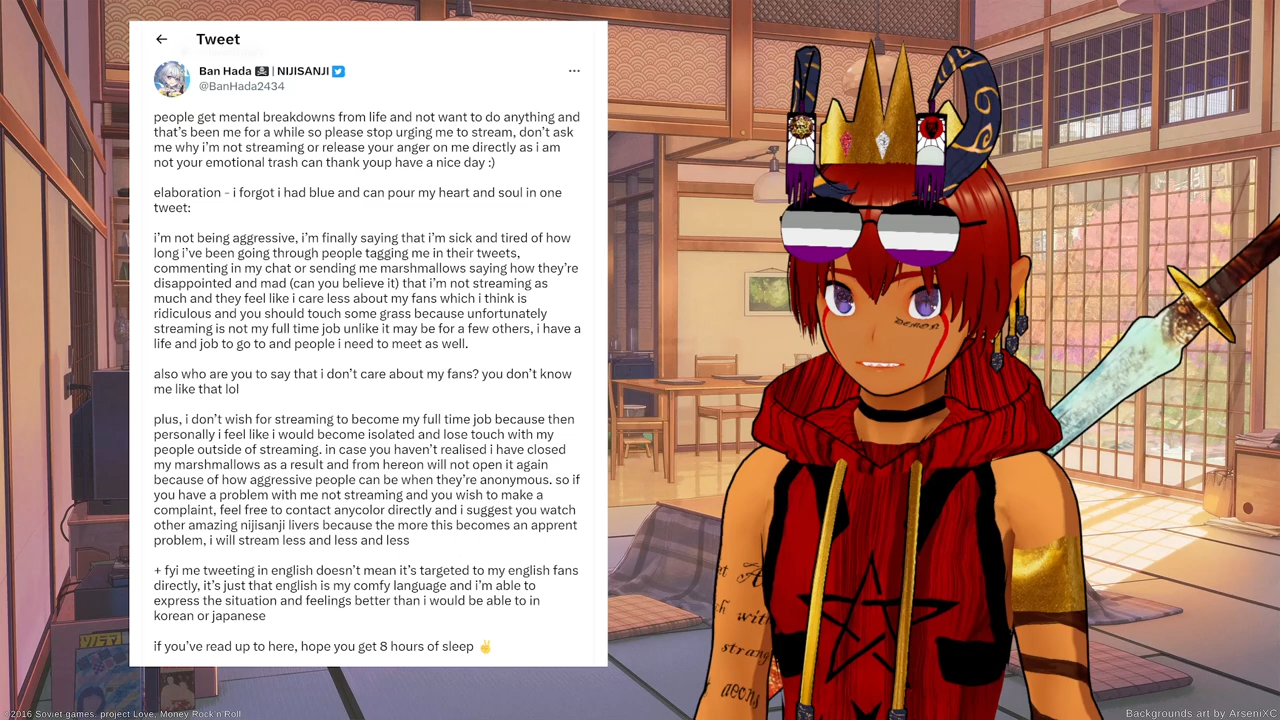 Tweet
Ban Hada 🏴‍☠️ | NIJISANJI
@BanHada2434
people get mental breakdowns from life and not want to do anything and
that's been me for a while so please stop urging me to stream, don't ask
me why i'm not streaming or release your anger on me directly as i am
not your emotional trash can thank youp have a nice day :)
elaboration - i forgot i had blue and can pour my heart and soul in one
tweet:
i'm not being aggressive, i'm finally saying that i'm sick and tired of how
long i've been going through people tagging me in their tweets,
commenting in my chat or sending me marshmallows saying how they're
disappointed and mad (can you believe it) that i'm not streaming as
much and they feel like i care less about my fans which i think is
ridiculous and you should touch some grass because unfortunately
streaming is not my full time job unlike it may be for a few others, i have a
life and job to go to and people i need to meet as well.
also who are you to say that i don't care about my fans? you don't know
me like that lol
plus, i don't wish for streaming to become my full time job because then
personally i feel like i would become isolated and lose touch with my
people outside of streaming. in case you haven't realised i have closed
my marshmallows as a result and from hereon will not open it again
because of how aggressive people can be when they're anonymous. so if
you have a problem with me not streaming and you wish to make a
complaint, feel free to contact anycolor directly and i suggest you watch
other amazing nijisanji livers because the more this becomes an apprent
problem, i will stream less and less and less
+ fyi me tweeting in english doesn't mean it's targeted to my english fans
directly, it's just that english is my comfy language and i'm able to
express the situation and feelings better than i would be able to in
korean or japanese
if you've read up to here, hope you get 8 hours of sleep ✌️
DEMON
with
strang
aeons
2016 Soviet games. project Love, Money Rock'n'Roll
Backgrounds art by ArseniXC